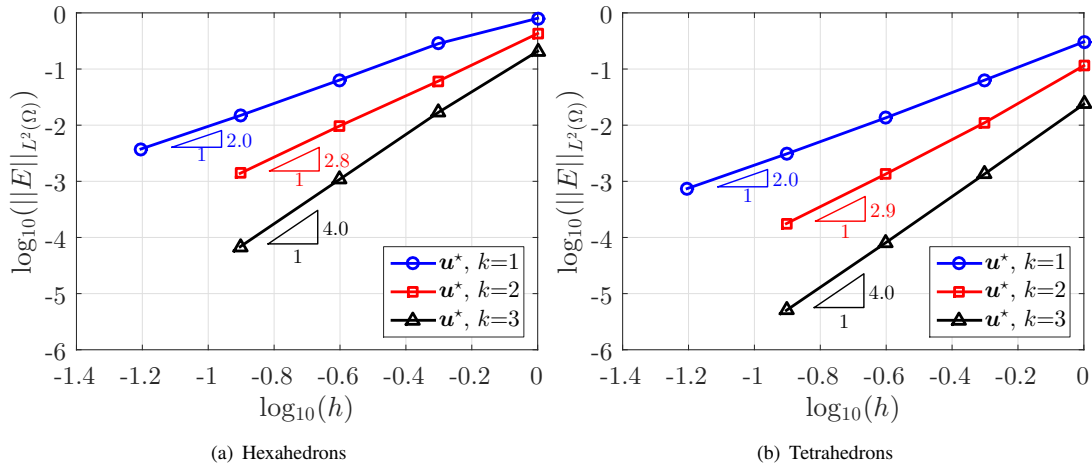 log₁₀(||E||_{L²(Ω)})
0
-1
-2
-3
-4
-5
-6
2.0
1
2.8
1
4.0
1
u*, k=1
u*, k=2
u*, k=3
-1.4 -1.2 -1 -0.8 -0.6 -0.4 -0.2 0
log₁₀(h)
(a) Hexahedrons
log₁₀(||E||_{L²(Ω)})
0
-1
-2
-3
-4
-5
-6
2.0
1
2.9
1
4.0
1
u*, k=1
u*, k=2
u*, k=3
-1.4 -1.2 -1 -0.8 -0.6 -0.4 -0.2 0
log₁₀(h)
(b) Tetrahedrons